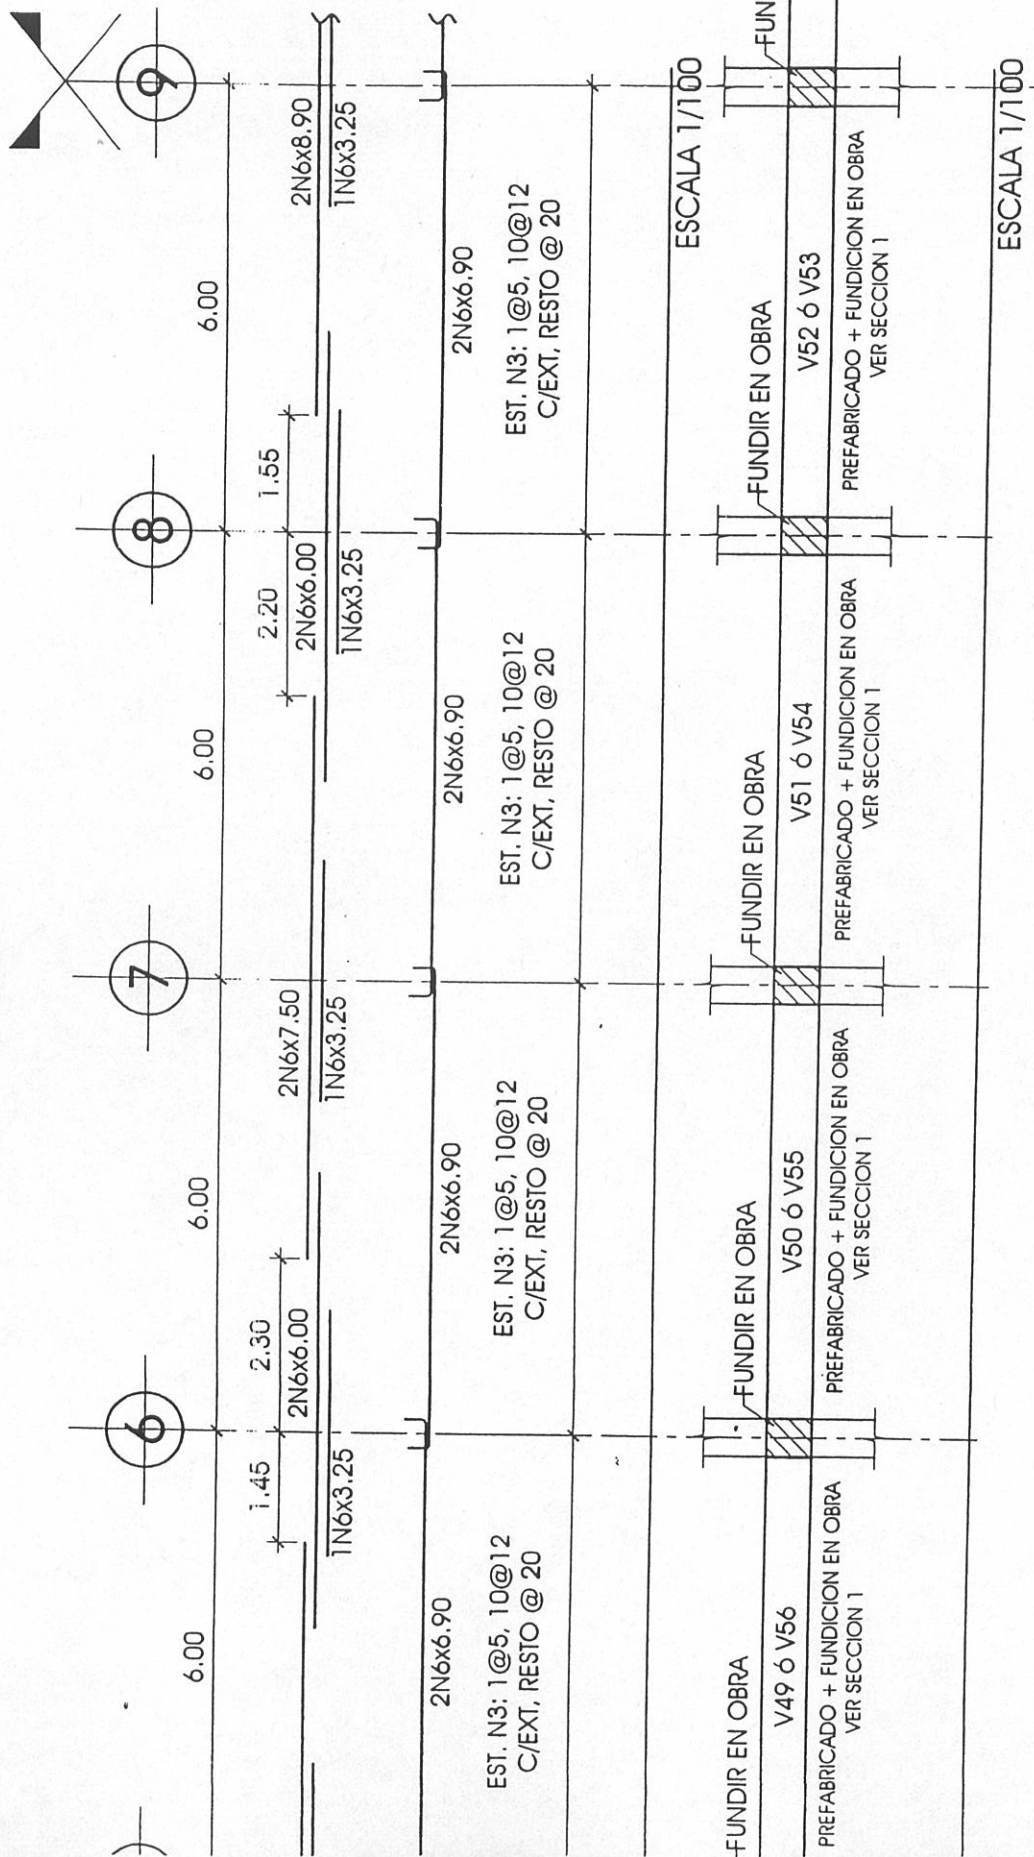 6
7
8
9
6.00
6.00
6.00
6.00
1.45
2.30
2.20
1.55
2N6x6.00
2N6x7.50
2N6x6.00
2N6x8.90
1N6x3.25
1N6x3.25
1N6x3.25
1N6x3.25
2N6x6.90
2N6x6.90
2N6x6.90
2N6x6.90
EST. N3: 1@5, 10@12
C/EXT, RESTO @ 20
EST. N3: 1@5, 10@12
C/EXT, RESTO @ 20
EST. N3: 1@5, 10@12
C/EXT, RESTO @ 20
EST. N3: 1@5, 10@12
C/EXT, RESTO @ 20
ESCALA 1/100
FUNDIR EN OBRA
FUNDIR EN OBRA
FUNDIR EN OBRA
FUNDIR EN OBRA
FUN
V49 ó V56
V50 ó V55
V51 ó V54
V52 ó V53
PREFABRICADO + FUNDICION EN OBRA
VER SECCION 1
PREFABRICADO + FUNDICION EN OBRA
VER SECCION 1
PREFABRICADO + FUNDICION EN OBRA
VER SECCION 1
PREFABRICADO + FUNDICION EN OBRA
VER SECCION 1
ESCALA 1/100